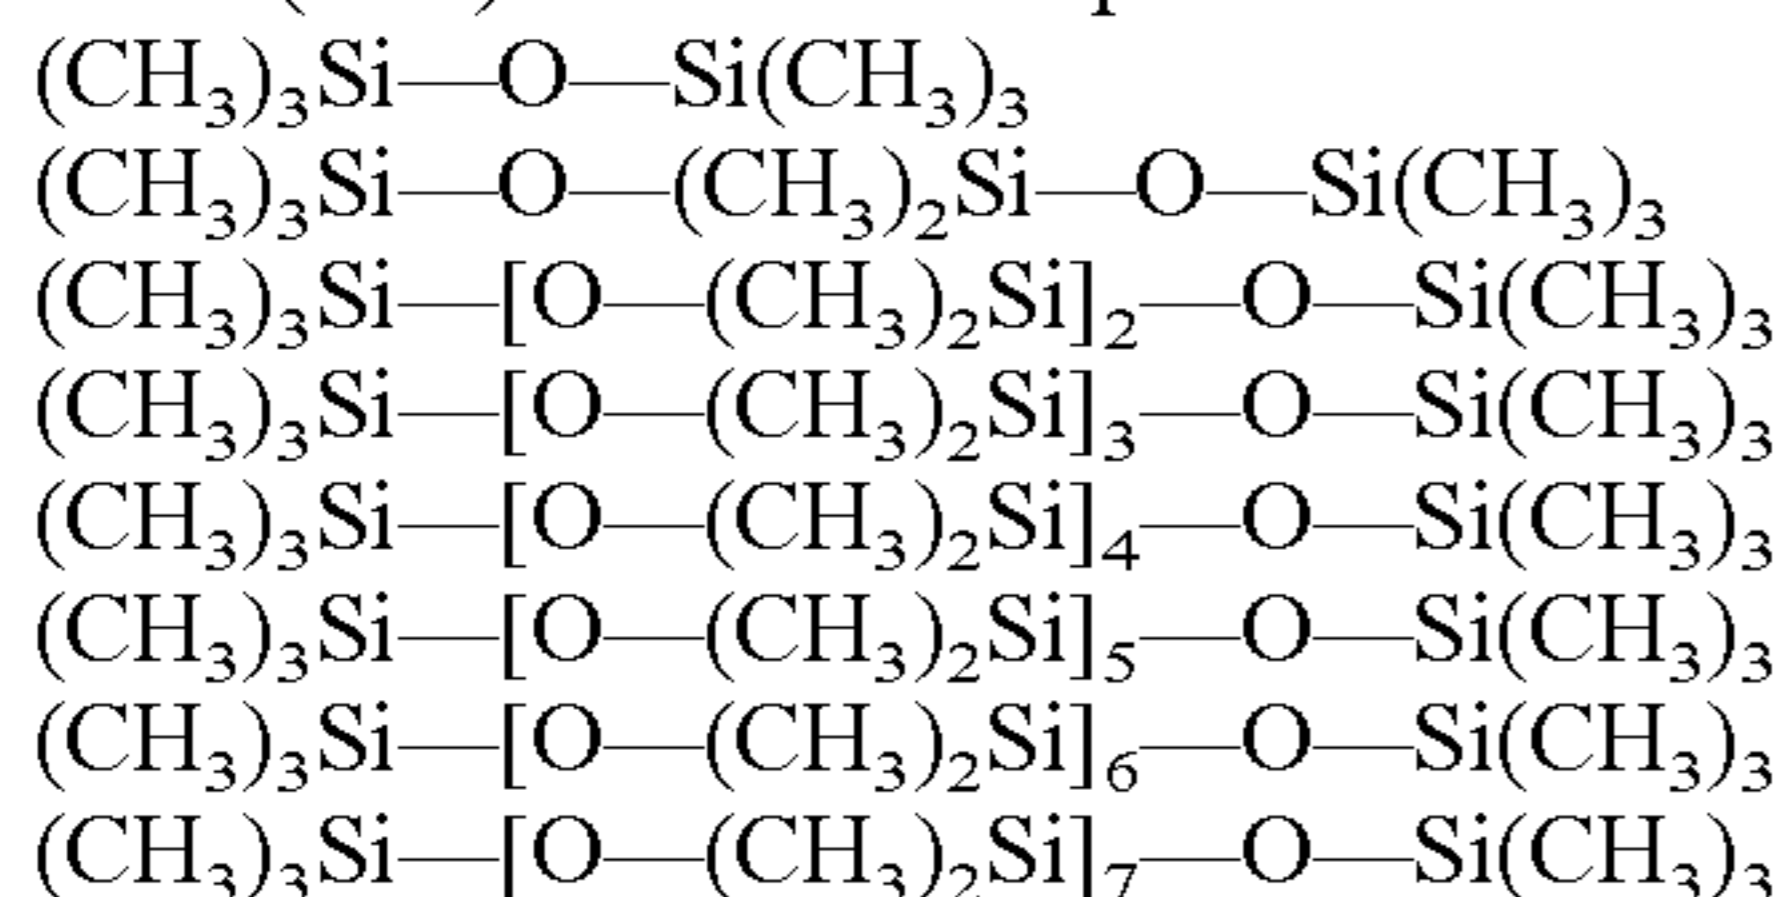 (CH₃)₃Si—O—Si(CH₃)₃
(CH₃)₃Si—O—(CH₃)₂Si—O—Si(CH₃)₃
(CH₃)₃Si—[O—(CH₃)₂Si]₂—O—Si(CH₃)₃
(CH₃)₃Si—[O—(CH₃)₂Si]₃—O—Si(CH₃)₃
(CH₃)₃Si—[O—(CH₃)₂Si]₄—O—Si(CH₃)₃
(CH₃)₃Si—[O—(CH₃)₂Si]₅—O—Si(CH₃)₃
(CH₃)₃Si—[O—(CH₃)₂Si]₆—O—Si(CH₃)₃
(CH₃)₃Si—[O—(CH₃)₂Si]₇—O—Si(CH₃)₃